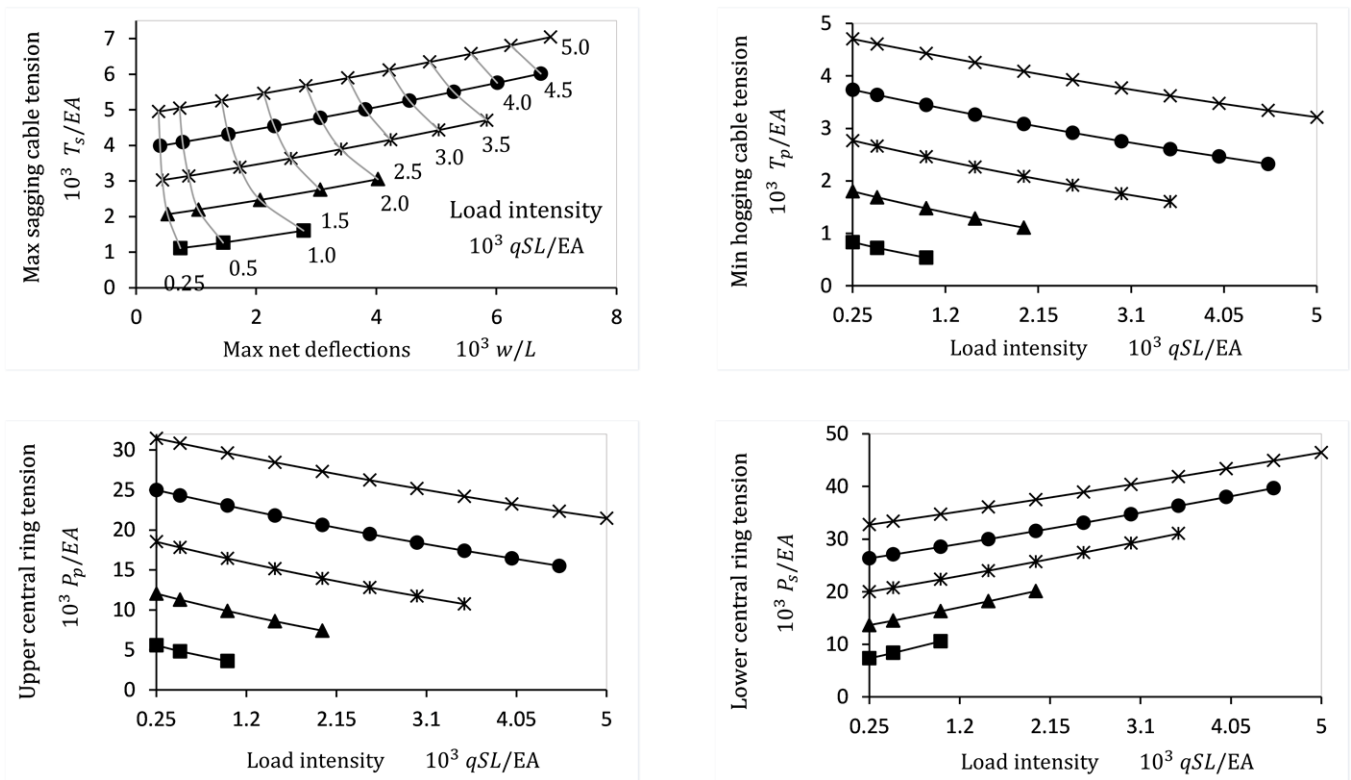 Max sagging cable tension
10³ Tₛ/EA
7
6
5
4
3
2
1
0
0 2 4 6 8
5.0
4.5
4.0
3.5
3.0
2.5
2.0
1.5
1.0
0.5
0.25
Load intensity
10³ qSL/EA
Max net deflections 10³ w/L
Min hogging cable tension
10³ Tₚ/EA
5
4
3
2
1
0
0.25 1.2 2.15 3.1 4.05 5
Load intensity 10³ qSL/EA
Upper central ring tension
10³ Pₚ/EA
30
25
20
15
10
5
0
0.25 1.2 2.15 3.1 4.05 5
Load intensity 10³ qSL/EA
Lower central ring tension
10³ Pₛ/EA
50
40
30
20
10
0
0.25 1.2 2.15 3.1 4.05 5
Load intensity 10³ qSL/EA